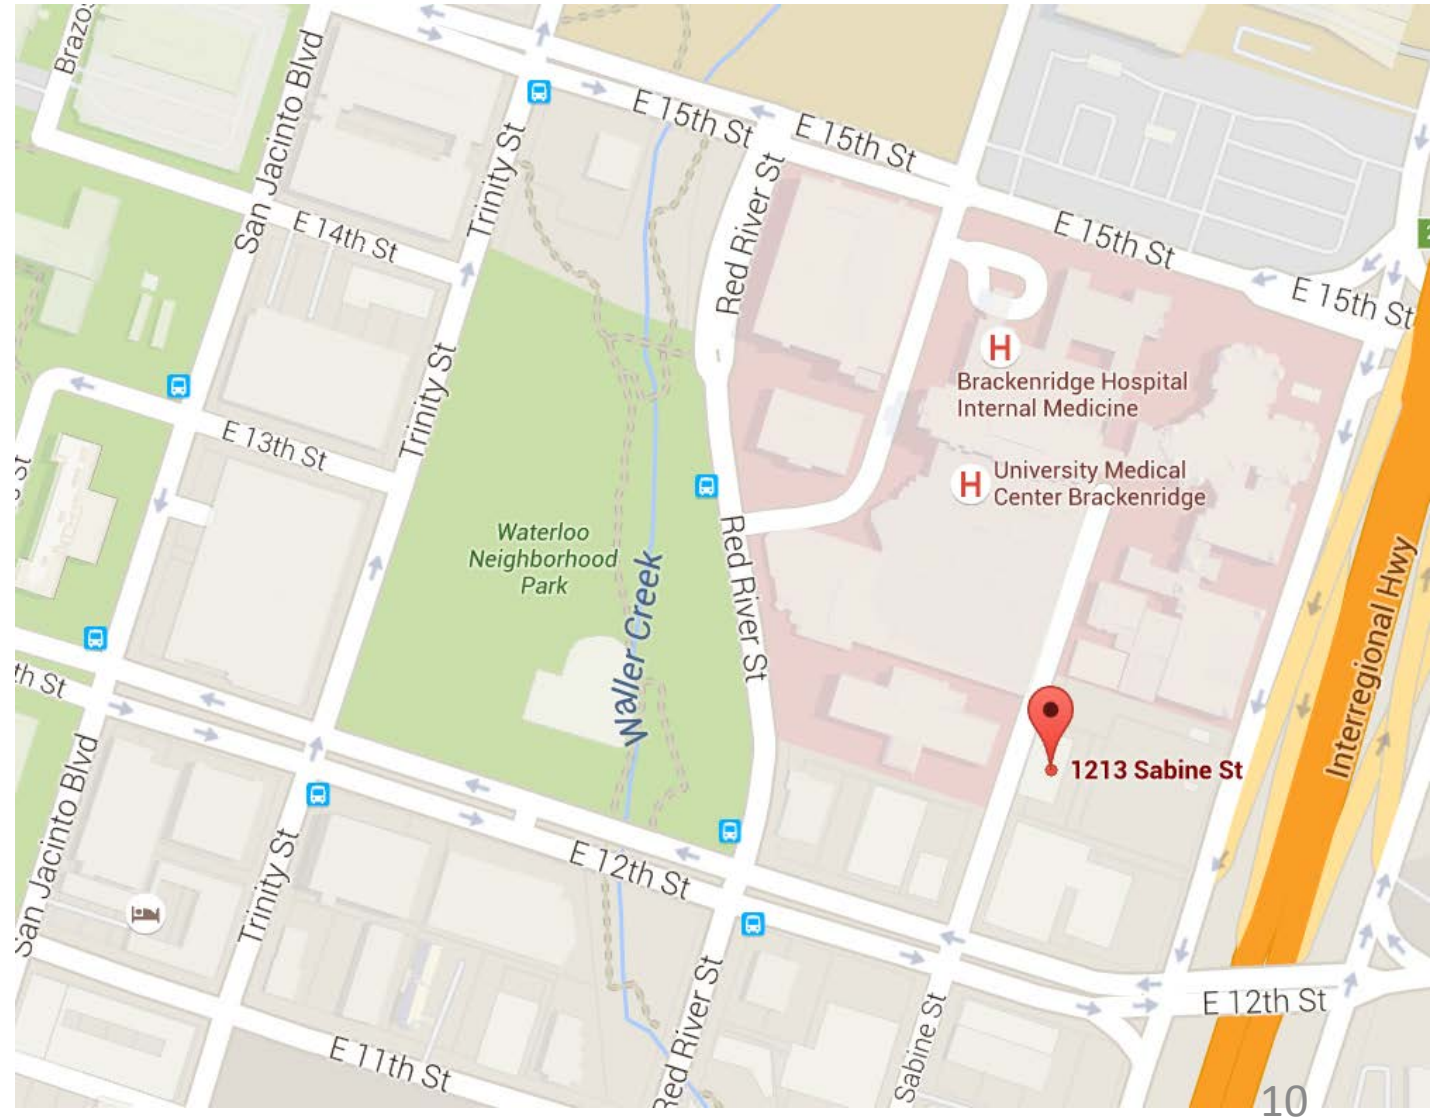 Brazos
San Jacinto Blvd
E 15th St
E 15th St
Trinity St
Red River St
E 14th St
E 15th St
E 15th St
H
Brackenridge Hospital
Internal Medicine
Trinity St
E 13th St
H
University Medical
Center Brackenridge
Waterloo
Neighborhood
Park
Red River St
Waller Creek
Interregional Hwy
th St
1213 Sabine St
San Jacinto Blvd
Trinity St
E 12th St
E 12th St
Red River St
Sabine St
E 11th St
10